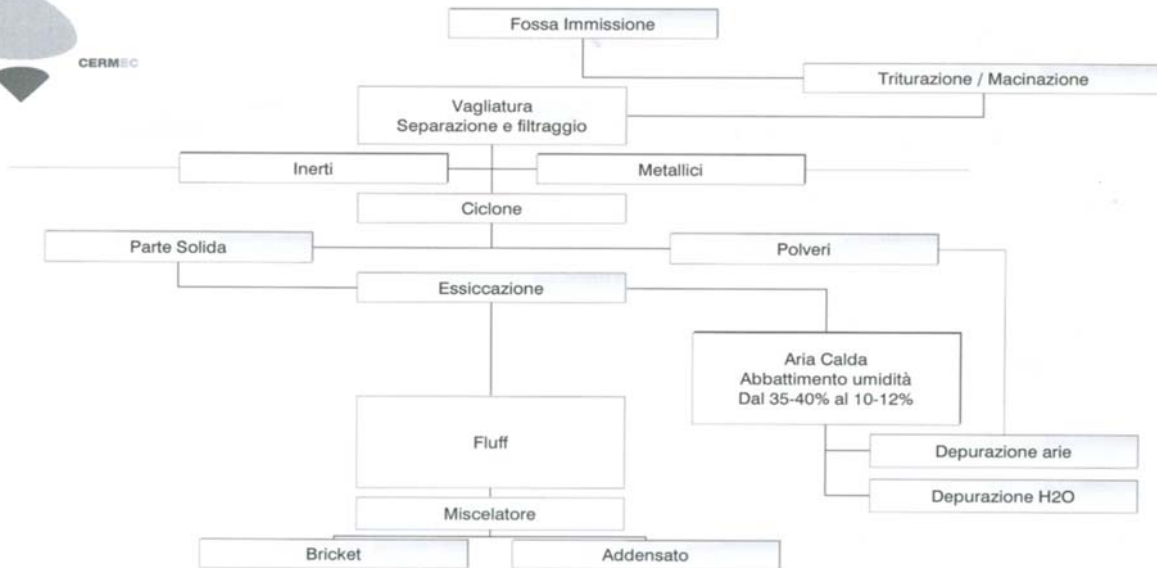 CERMEC
Fossa Immissione
Triturazione / Macinazione
Vagliatura
Separazione e filtraggio
Inerti
Metallici
Ciclone
Parte Solida
Polveri
Essiccazione
Aria Calda
Abbattimento umidità
Dal 35-40% al 10-12%
Fluff
Depurazione arie
Depurazione H2O
Miscelatore
Bricket
Addensato